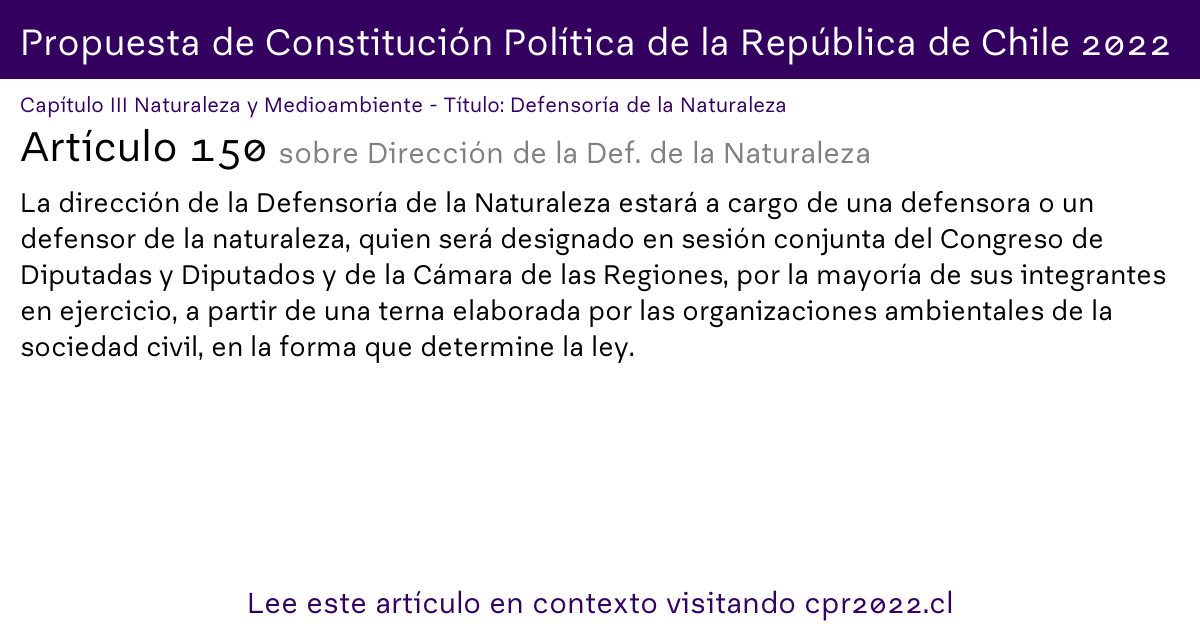 Propuesta de Constitución Política de la República de Chile 2022
Capítulo III Naturaleza y Medioambiente - Título: Defensoría de la Naturaleza
Artículo 150 sobre Dirección de la Def. de la Naturaleza
La dirección de la Defensoría de la Naturaleza estará a cargo de una defensora o un
defensor de la naturaleza, quien será designado en sesión conjunta del Congreso de
Diputadas y Diputados y de la Cámara de las Regiones, por la mayoría de sus integrantes
en ejercicio, a partir de una terna elaborada por las organizaciones ambientales de la
sociedad civil, en la forma que determine la ley.
Lee este artículo en contexto visitando cpr2022.cl